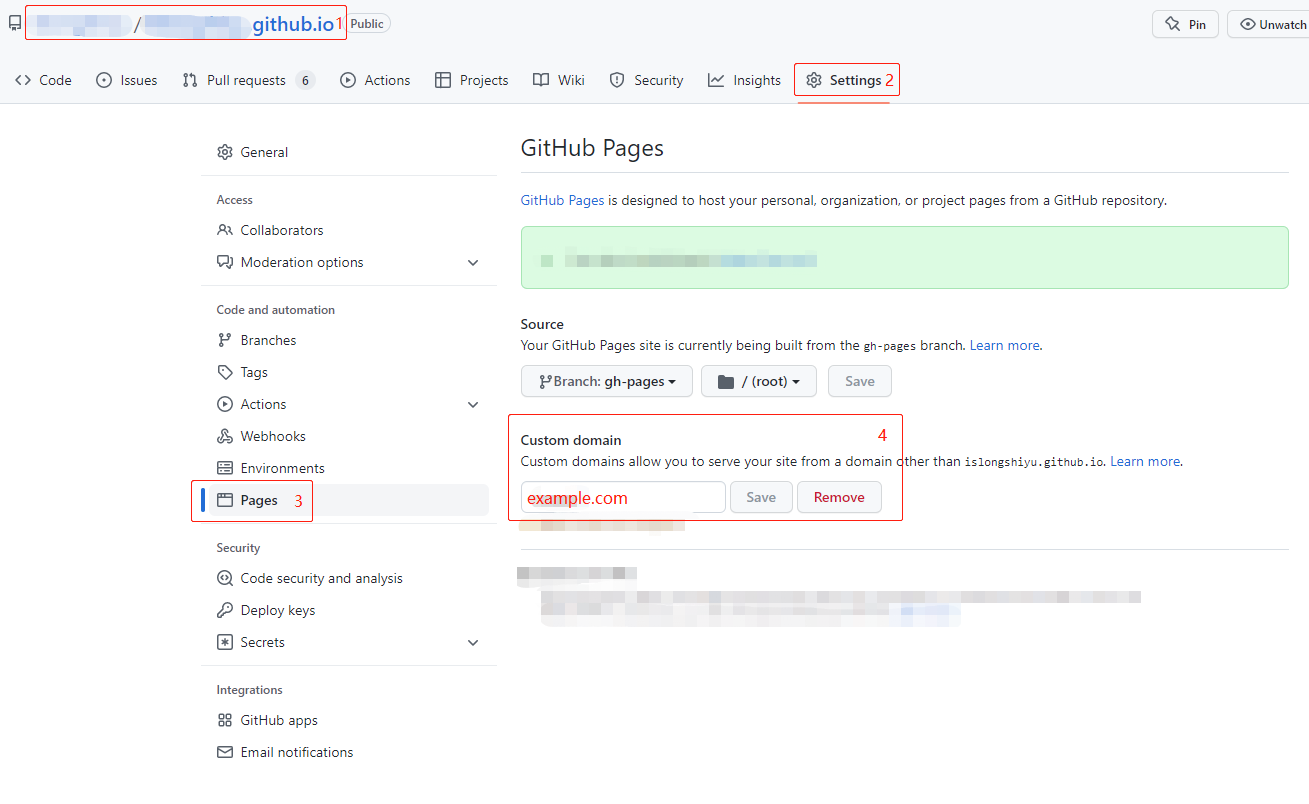 / github.io 1 Public
Pin
Unwatch
Code
Issues
Pull requests 6
Actions
Projects
Wiki
Security
Insights
Settings 2
General
Access
Collaborators
Moderation options
Code and automation
Branches
Tags
Actions
Webhooks
Environments
Pages 3
Security
Code security and analysis
Deploy keys
Secrets
Integrations
GitHub apps
Email notifications
GitHub Pages
GitHub Pages is designed to host your personal, organization, or project pages from a GitHub repository.
Source
Your GitHub Pages site is currently being built from the gh-pages branch. Learn more.
Branch: gh-pages
/ (root)
Save
Custom domain 4
Custom domains allow you to serve your site from a domain other than islongshiyu.github.io. Learn more.
example.com
Save
Remove